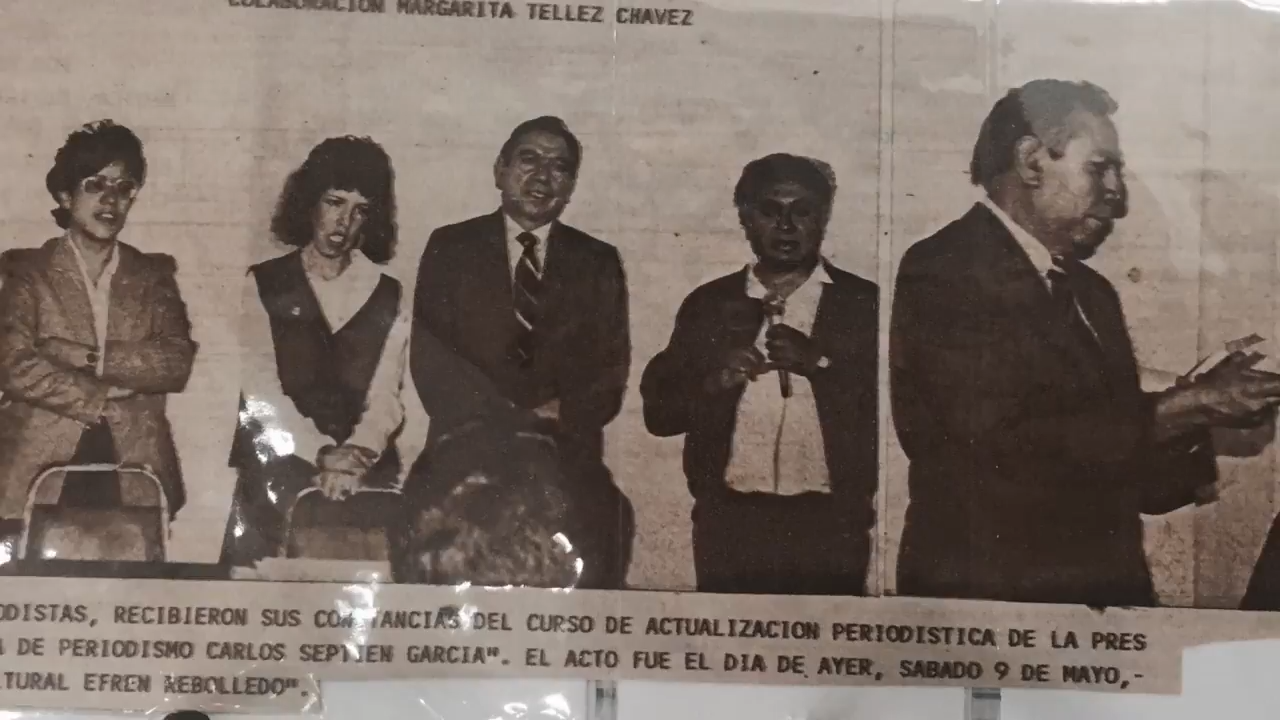 COLABORACION MARGARITA TELLEZ CHAVEZ
ODISTAS, RECIBIERON SUS CONSTANCIAS DEL CURSO DE ACTUALIZACION PERIODISTICA DE LA PRES
A DE PERIODISMO CARLOS SEPTIEN GARCIA". EL ACTO FUE EL DIA DE AYER, SABADO 9 DE MAYO,-
LTURAL EFREN REBOLLEDO".